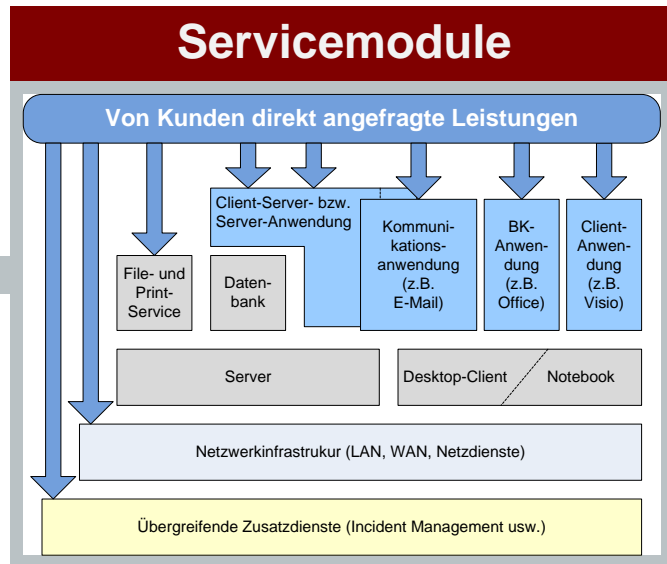 Servicemodule
Von Kunden direkt angefragte Leistungen
Client-Server- bzw.
Server-Anwendung
Kommuni-
kations-
anwendung
(z.B.
E-Mail)
BK-
Anwen-
dung
(z.B.
Office)
Client-
Anwen-
dung
(z.B.
Visio)
File- und
Print-
Service
Daten-
bank
Server
Desktop-Client
Notebook
Netzwerkinfrastrukur (LAN, WAN, Netzdienste)
Übergreifende Zusatzdienste (Incident Management usw.)